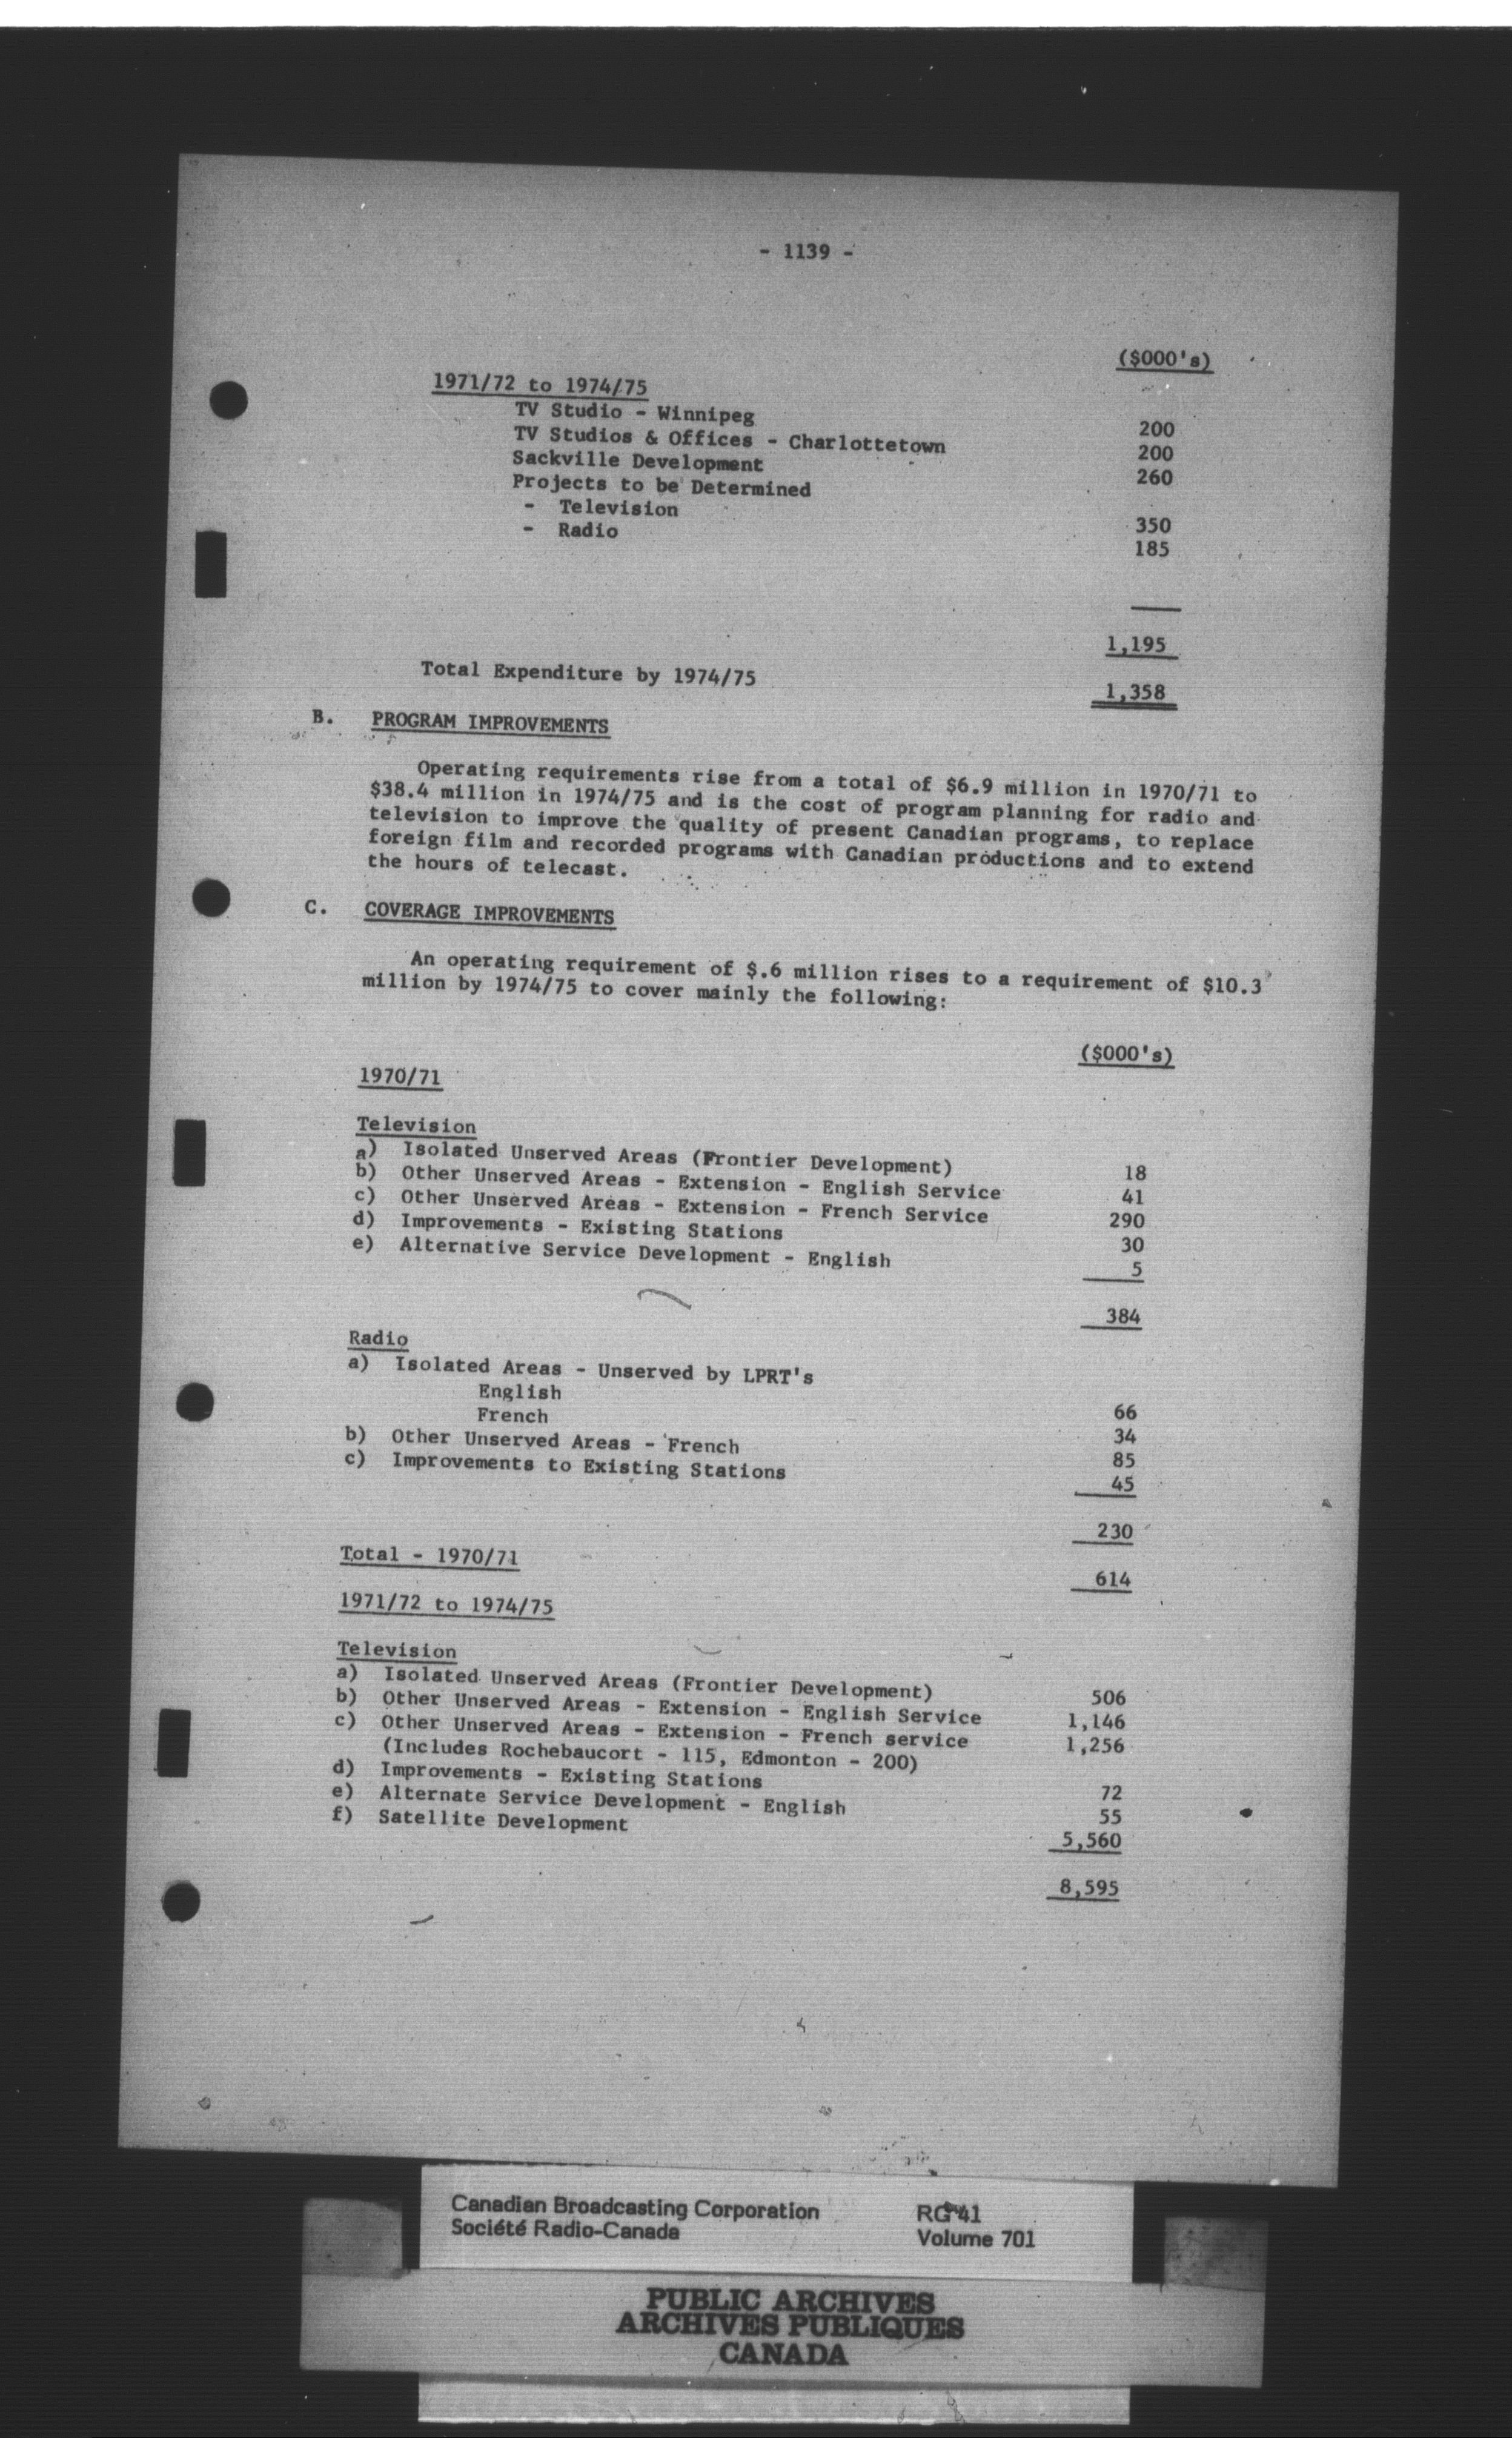 - 1139 -
($000's)
1971/72 to 1974/75
TV Studio - Winnipeg 200
TV Studios & Offices - Charlottetown 200
Sackville Development 260
Projects to be Determined
- Television 350
- Radio 185
1,195
Total Expenditure by 1974/75 1,358
B. PROGRAM IMPROVEMENTS
Operating requirements rise from a total of $6.9 million in 1970/71 to
$38.4 million in 1974/75 and is the cost of program planning for radio and
television to improve the quality of present Canadian programs, to replace
foreign film and recorded programs with Canadian productions and to extend
the hours of telecast.
C. COVERAGE IMPROVEMENTS
An operating requirement of $.6 million rises to a requirement of $10.3
million by 1974/75 to cover mainly the following:
($000's)
1970/71
Television
a) Isolated Unserved Areas (Frontier Development) 18
b) Other Unserved Areas - Extension - English Service 41
c) Other Unserved Areas - Extension - French Service 290
d) Improvements - Existing Stations 30
e) Alternative Service Development - English 5
384
Radio
a) Isolated Areas - Unserved by LPRT's
English 66
French 34
b) Other Unserved Areas - French 85
c) Improvements to Existing Stations 45
230
Total - 1970/71 614
1971/72 to 1974/75
Television
a) Isolated Unserved Areas (Frontier Development) 506
b) Other Unserved Areas - Extension - English Service 1,146
c) Other Unserved Areas - Extension - French service 1,256
(Includes Rochebaucort - 115, Edmonton - 200)
d) Improvements - Existing Stations 72
e) Alternate Service Development - English 55
f) Satellite Development 5,560
8,595
Canadian Broadcasting Corporation RG 41
Société Radio-Canada Volume 701
PUBLIC ARCHIVES
ARCHIVES PUBLIQUES
CANADA